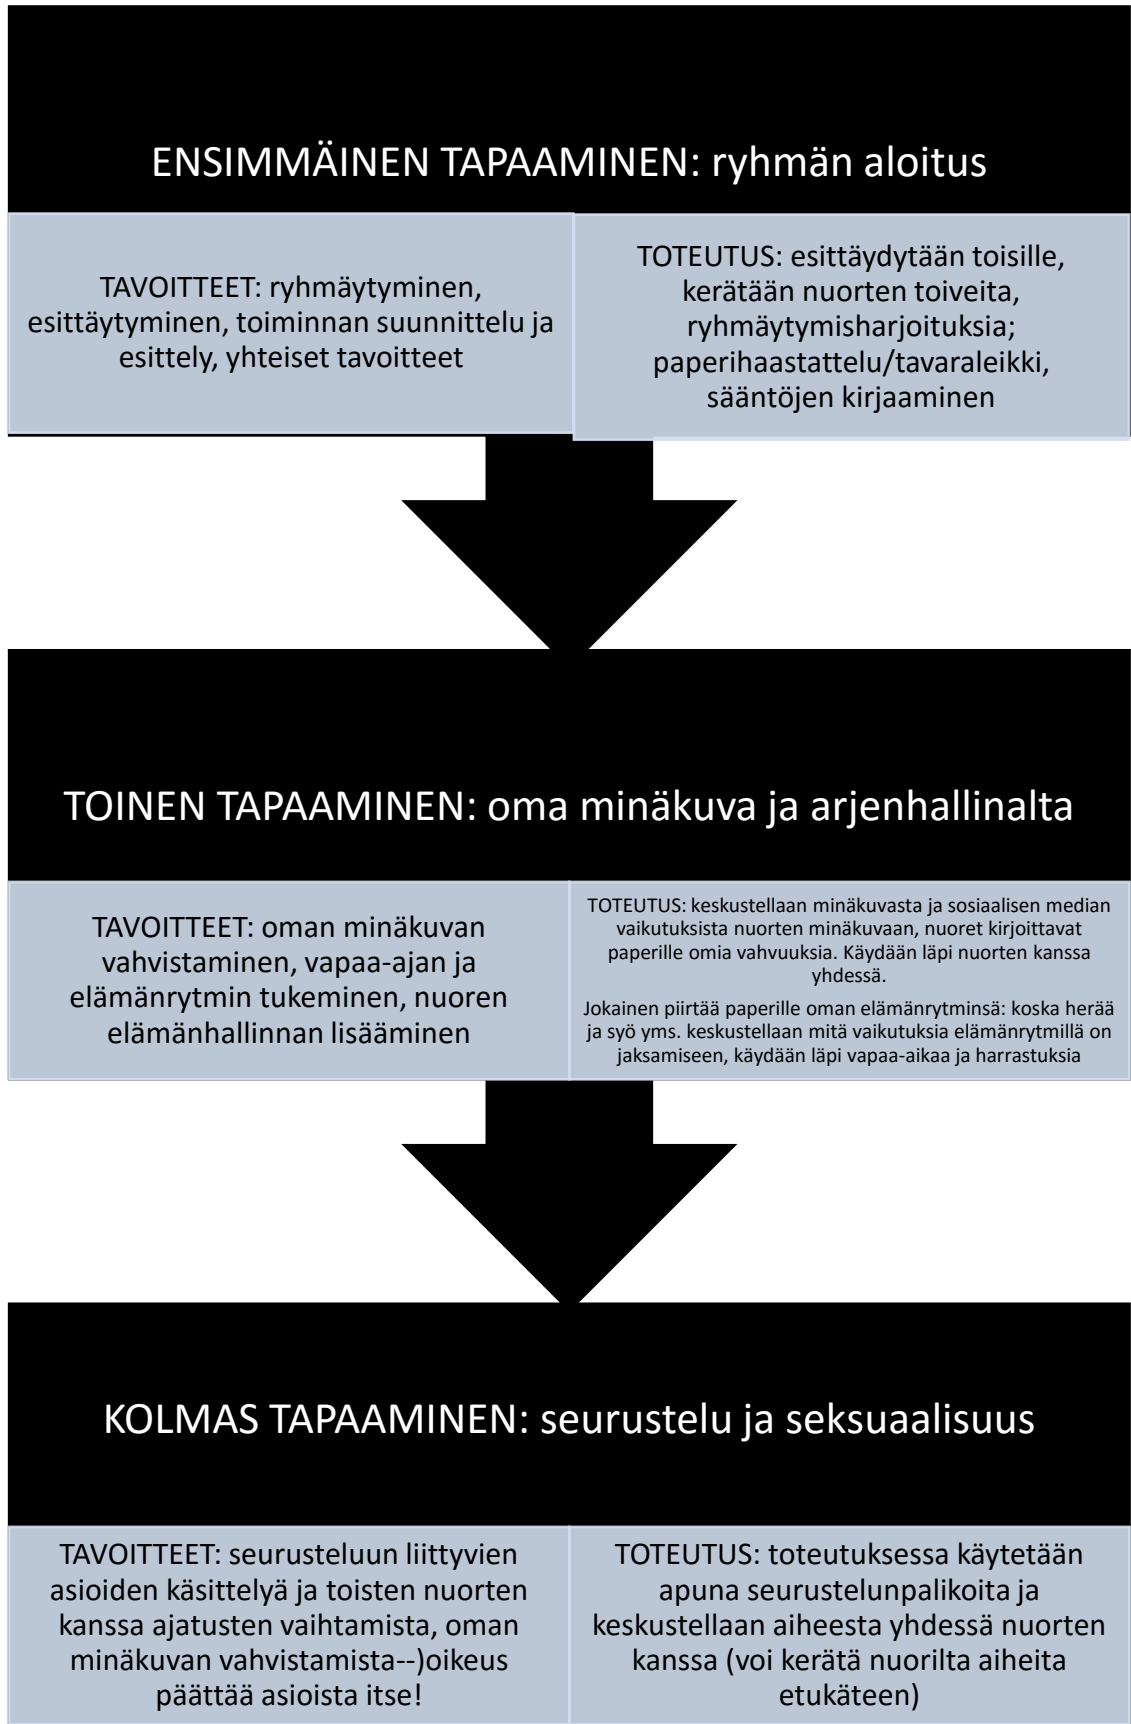 ENSIMMÄINEN TAPAAMINEN: ryhmän aloitus
TAVOITTEET: ryhmäytyminen,
esittäytyminen, toiminnan suunnittelu ja
esittely, yhteiset tavoitteet
TOTEUTUS: esittäydytään toisille,
kerätään nuorten toiveita,
ryhmäytymisharjoituksia;
paperihaastattelu/tavaraleikki,
sääntöjen kirjaaminen
TOINEN TAPAAMINEN: oma minäkuva ja arjenhallinalta
TAVOITTEET: oman minäkuvan
vahvistaminen, vapaa-ajan ja
elämänrytmin tukeminen, nuoren
elämänhallinnan lisääminen
TOTEUTUS: keskustellaan minäkuvasta ja sosiaalisen median
vaikutuksista nuorten minäkuvaan, nuoret kirjoittavat
paperille omia vahvuuksia. Käydään läpi nuorten kanssa
yhdessä.
Jokainen piirtää paperille oman elämänrytminsä: koska herää
ja syö yms. keskustellaan mitä vaikutuksia elämänrytmillä on
jaksamiseen, käydään läpi vapaa-aikaa ja harrastuksia
KOLMAS TAPAAMINEN: seurustelu ja seksuaalisuus
TAVOITTEET: seurusteluun liittyvien
asioiden käsittelyä ja toisten nuorten
kanssa ajatusten vaihtamista, oman
minäkuvan vahvistamista--)oikeus
päättää asioista itse!
TOTEUTUS: toteutuksessa käytetään
apuna seurustelunpalikoita ja
keskustellaan aiheesta yhdessä nuorten
kanssa (voi kerätä nuorilta aiheita
etukäteen)